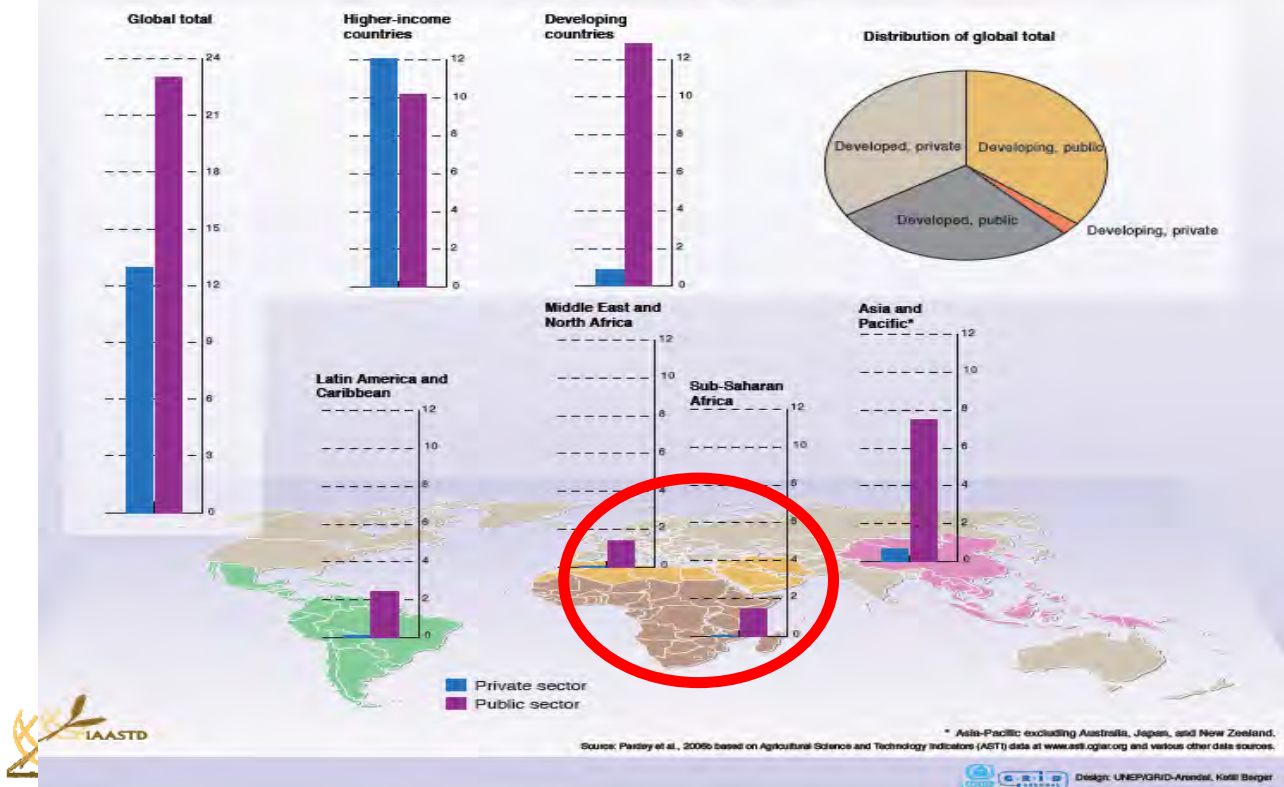 Global total
24
21
18
15
12
9
6
3
0
Higher-income
countries
12
10
8
6
4
2
0
Developing
countries
12
10
8
6
4
2
0
Distribution of global total
Developed, private
Developing, public
Developed, public
Developing, private
Latin America and
Caribbean
12
10
8
6
4
2
0
Middle East and
North Africa
12
10
8
6
4
2
0
Sub-Saharan
Africa
12
10
8
6
4
2
0
Asia and
Pacific*
12
10
8
6
4
2
0
Private sector
Public sector
IAASTD
* Asia-Pacific excluding Australia, Japan, and New Zealand.
Source: Pardey et al., 2006b based on Agricultural Science and Technology Indicators (ASTI) data at www.asti.cgiar.org and various other data sources.
G R I D
Design: UNEP/GRID-Arendal, Ketill Berger